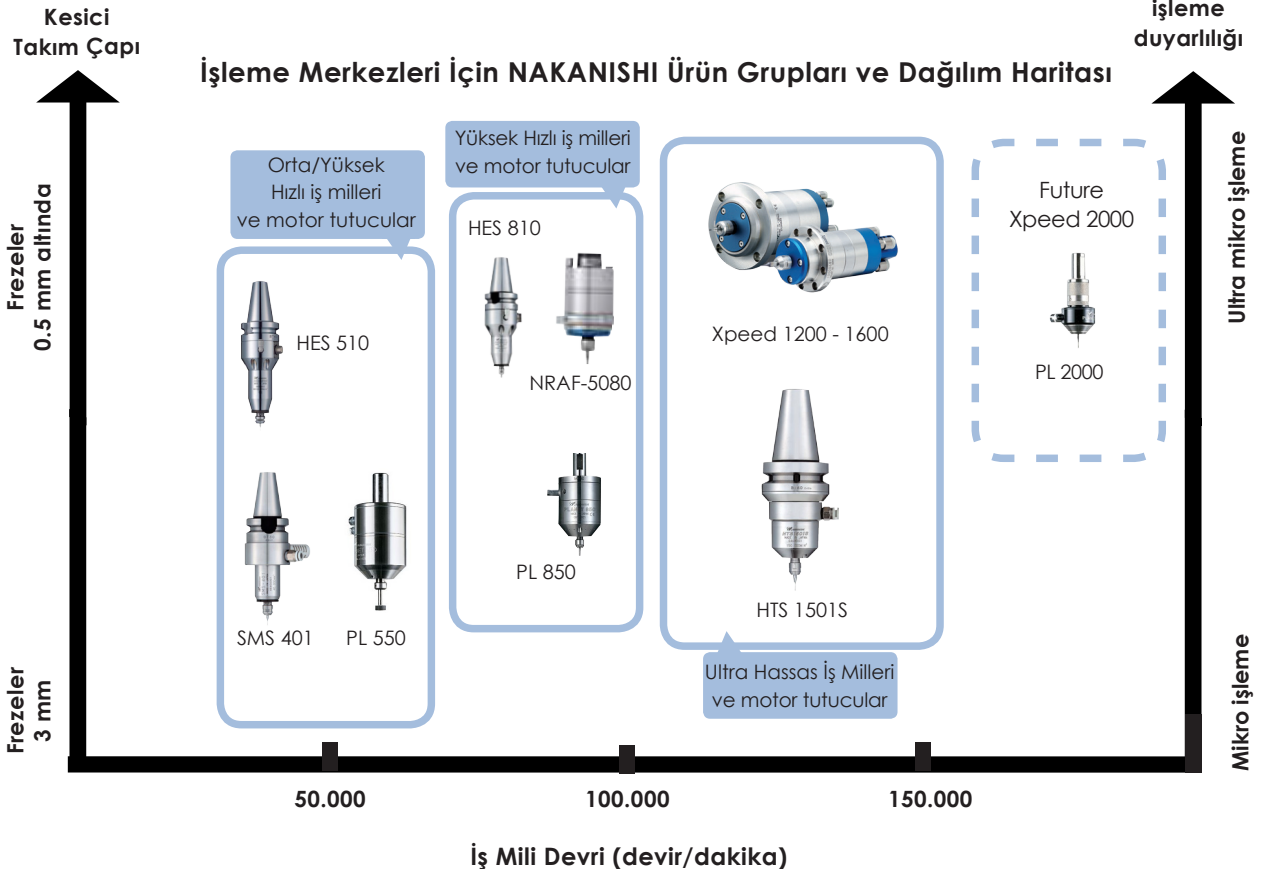 Kesici
Takım Çapı
işleme
duyarlılığı
İşleme Merkezleri İçin NAKANISHI Ürün Grupları ve Dağılım Haritası
Frezeler
0.5 mm altında
Frezeler
3 mm
Orta/Yüksek
Hızlı iş milleri
ve motor tutucular
HES 510
SMS 401
PL 550
Yüksek Hızlı iş milleri
ve motor tutucular
HES 810
NRAF-5080
PL 850
Xpeed 1200 - 1600
HTS 1501S
Ultra Hassas İş Milleri
ve motor tutucular
Future
Xpeed 2000
PL 2000
Ultra mikro işleme
Mikro işleme
50.000
100.000
150.000
İş Mili Devri (devir/dakika)